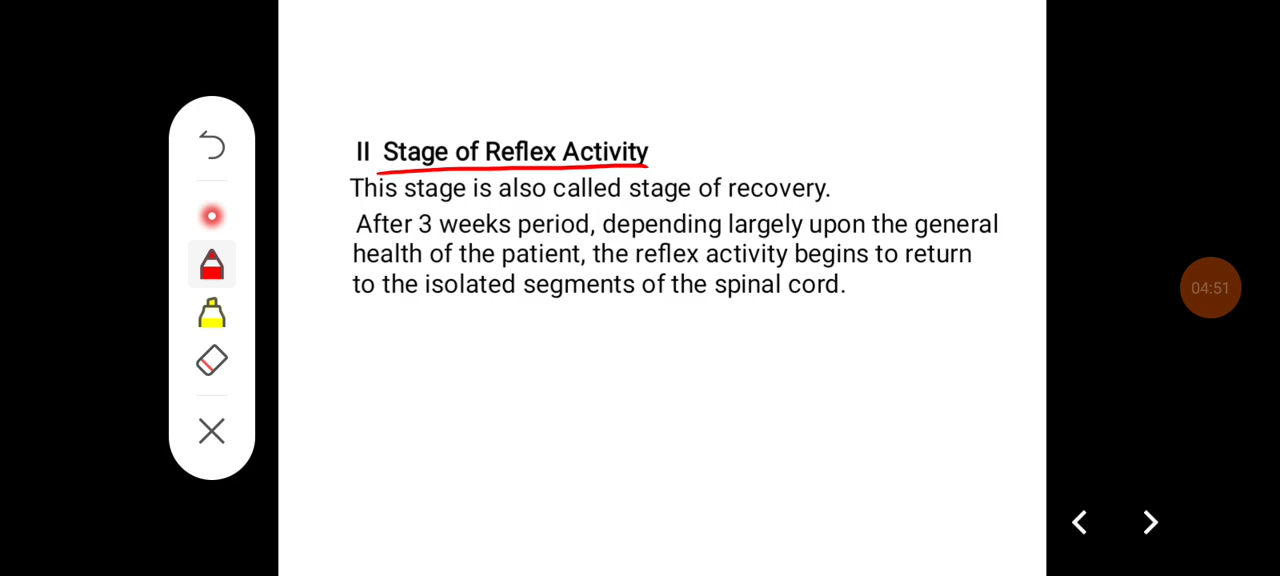 II Stage of Reflex Activity
This stage is also called stage of recovery.
After 3 weeks period, depending largely upon the general
health of the patient, the reflex activity begins to return
to the isolated segments of the spinal cord.
04:51